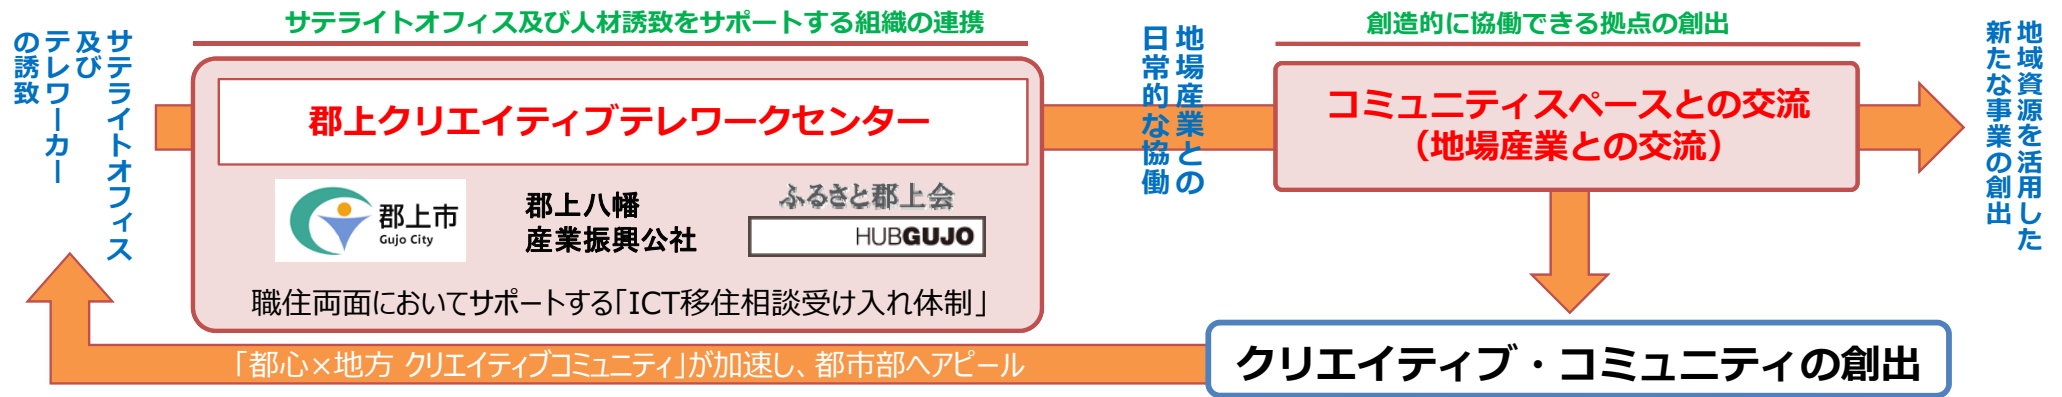 サテライトオフィス
及び
テレワーカー
の誘致
サテライトオフィス及び人材誘致をサポートする組織の連携
郡上クリエイティブテレワークセンター
郡上市
Gujo City
郡上八幡
産業振興公社
ふるさと郡上会
HUBGUJO
職住両面においてサポートする「ICT移住相談受け入れ体制」
地場産業との
日常的な協働
創造的に協働できる拠点の創出
コミュニティスペースとの交流
（地場産業との交流）
地域資源を活用した
新たな事業の創出
クリエイティブ・コミュニティの創出
「都心×地方 クリエイティブコミュニティ」が加速し、都市部へアピール